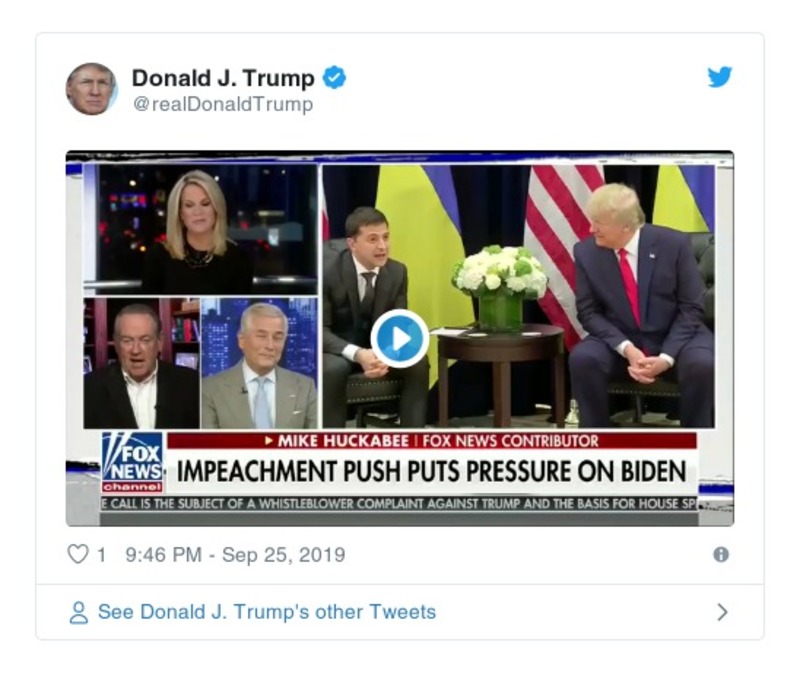 Donald J. Trump
@realDonaldTrump
MIKE HUCKABEE | FOX NEWS CONTRIBUTOR
FOX
NEWS
channel
IMPEACHMENT PUSH PUTS PRESSURE ON BIDEN
E CALL IS THE SUBJECT OF A WHISTLEBLOWER COMPLAINT AGAINST TRUMP AND THE BASIS FOR HOUSE SP
1 9:46 PM - Sep 25, 2019
See Donald J. Trump's other Tweets